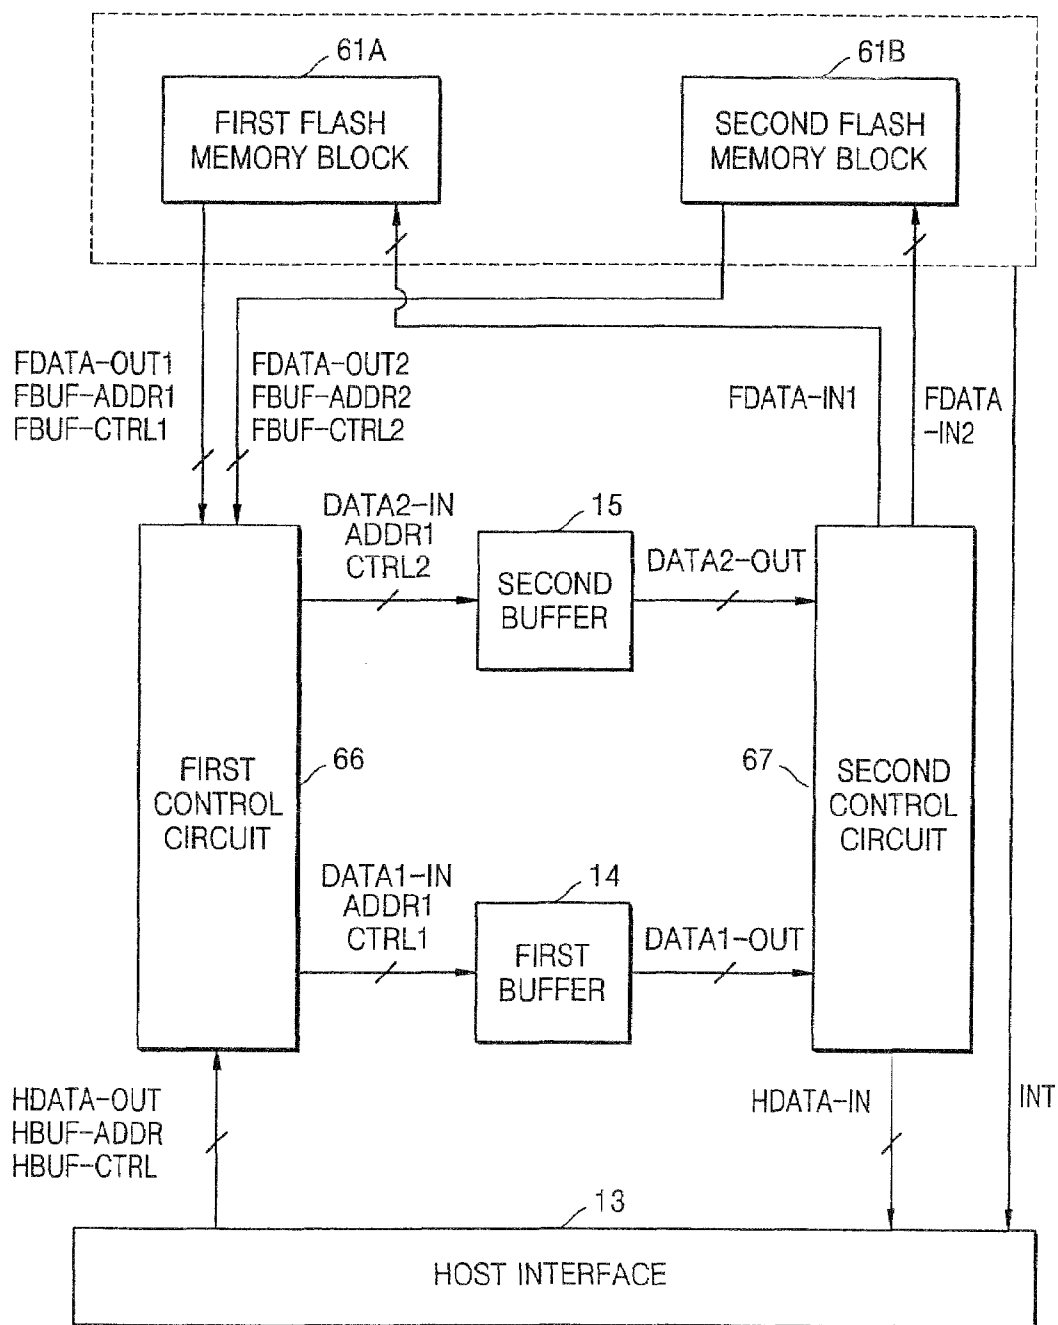 61A
61B
FIRST FLASH
MEMORY BLOCK
SECOND FLASH
MEMORY BLOCK
FDATA-OUT1
FBUF-ADDR1
FBUF-CTRL1
FDATA-OUT2
FBUF-ADDR2
FBUF-CTRL2
FDATA-IN1
FDATA
-IN2
DATA2-IN
ADDR1
CTRL2
15
SECOND
BUFFER
DATA2-OUT
FIRST
CONTROL
CIRCUIT
66
67
SECOND
CONTROL
CIRCUIT
DATA1-IN
ADDR1
CTRL1
14
FIRST
BUFFER
DATA1-OUT
HDATA-OUT
HBUF-ADDR
HBUF-CTRL
HDATA-IN
INT
13
HOST INTERFACE